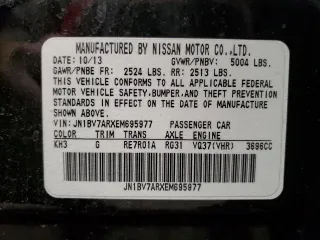 MANUFACTURED BY NISSAN MOTOR CO.,LTD.
DATE: 10/13 GVWR/PNBV: 5004 LBS.
GAWR/PNBE FR: 2524 LBS. RR: 2513 LBS.
THIS VEHICLE CONFORMS TO ALL APPLICABLE FEDERAL
MOTOR VEHICLE SAFETY,BUMPER,AND THEFT PREVENTION
STANDARDS IN EFFECT ON THE DATE OF MANUFACTURE
SHOWN ABOVE.
VIN:JN1BV7ARXEM695977 PASSENGER CAR
COLOR TRIM TRANS AXLE ENGINE
KH3 G RE7R01A RG31 VQ37(VHR) 3696CC
JN1BV7ARXEM695977